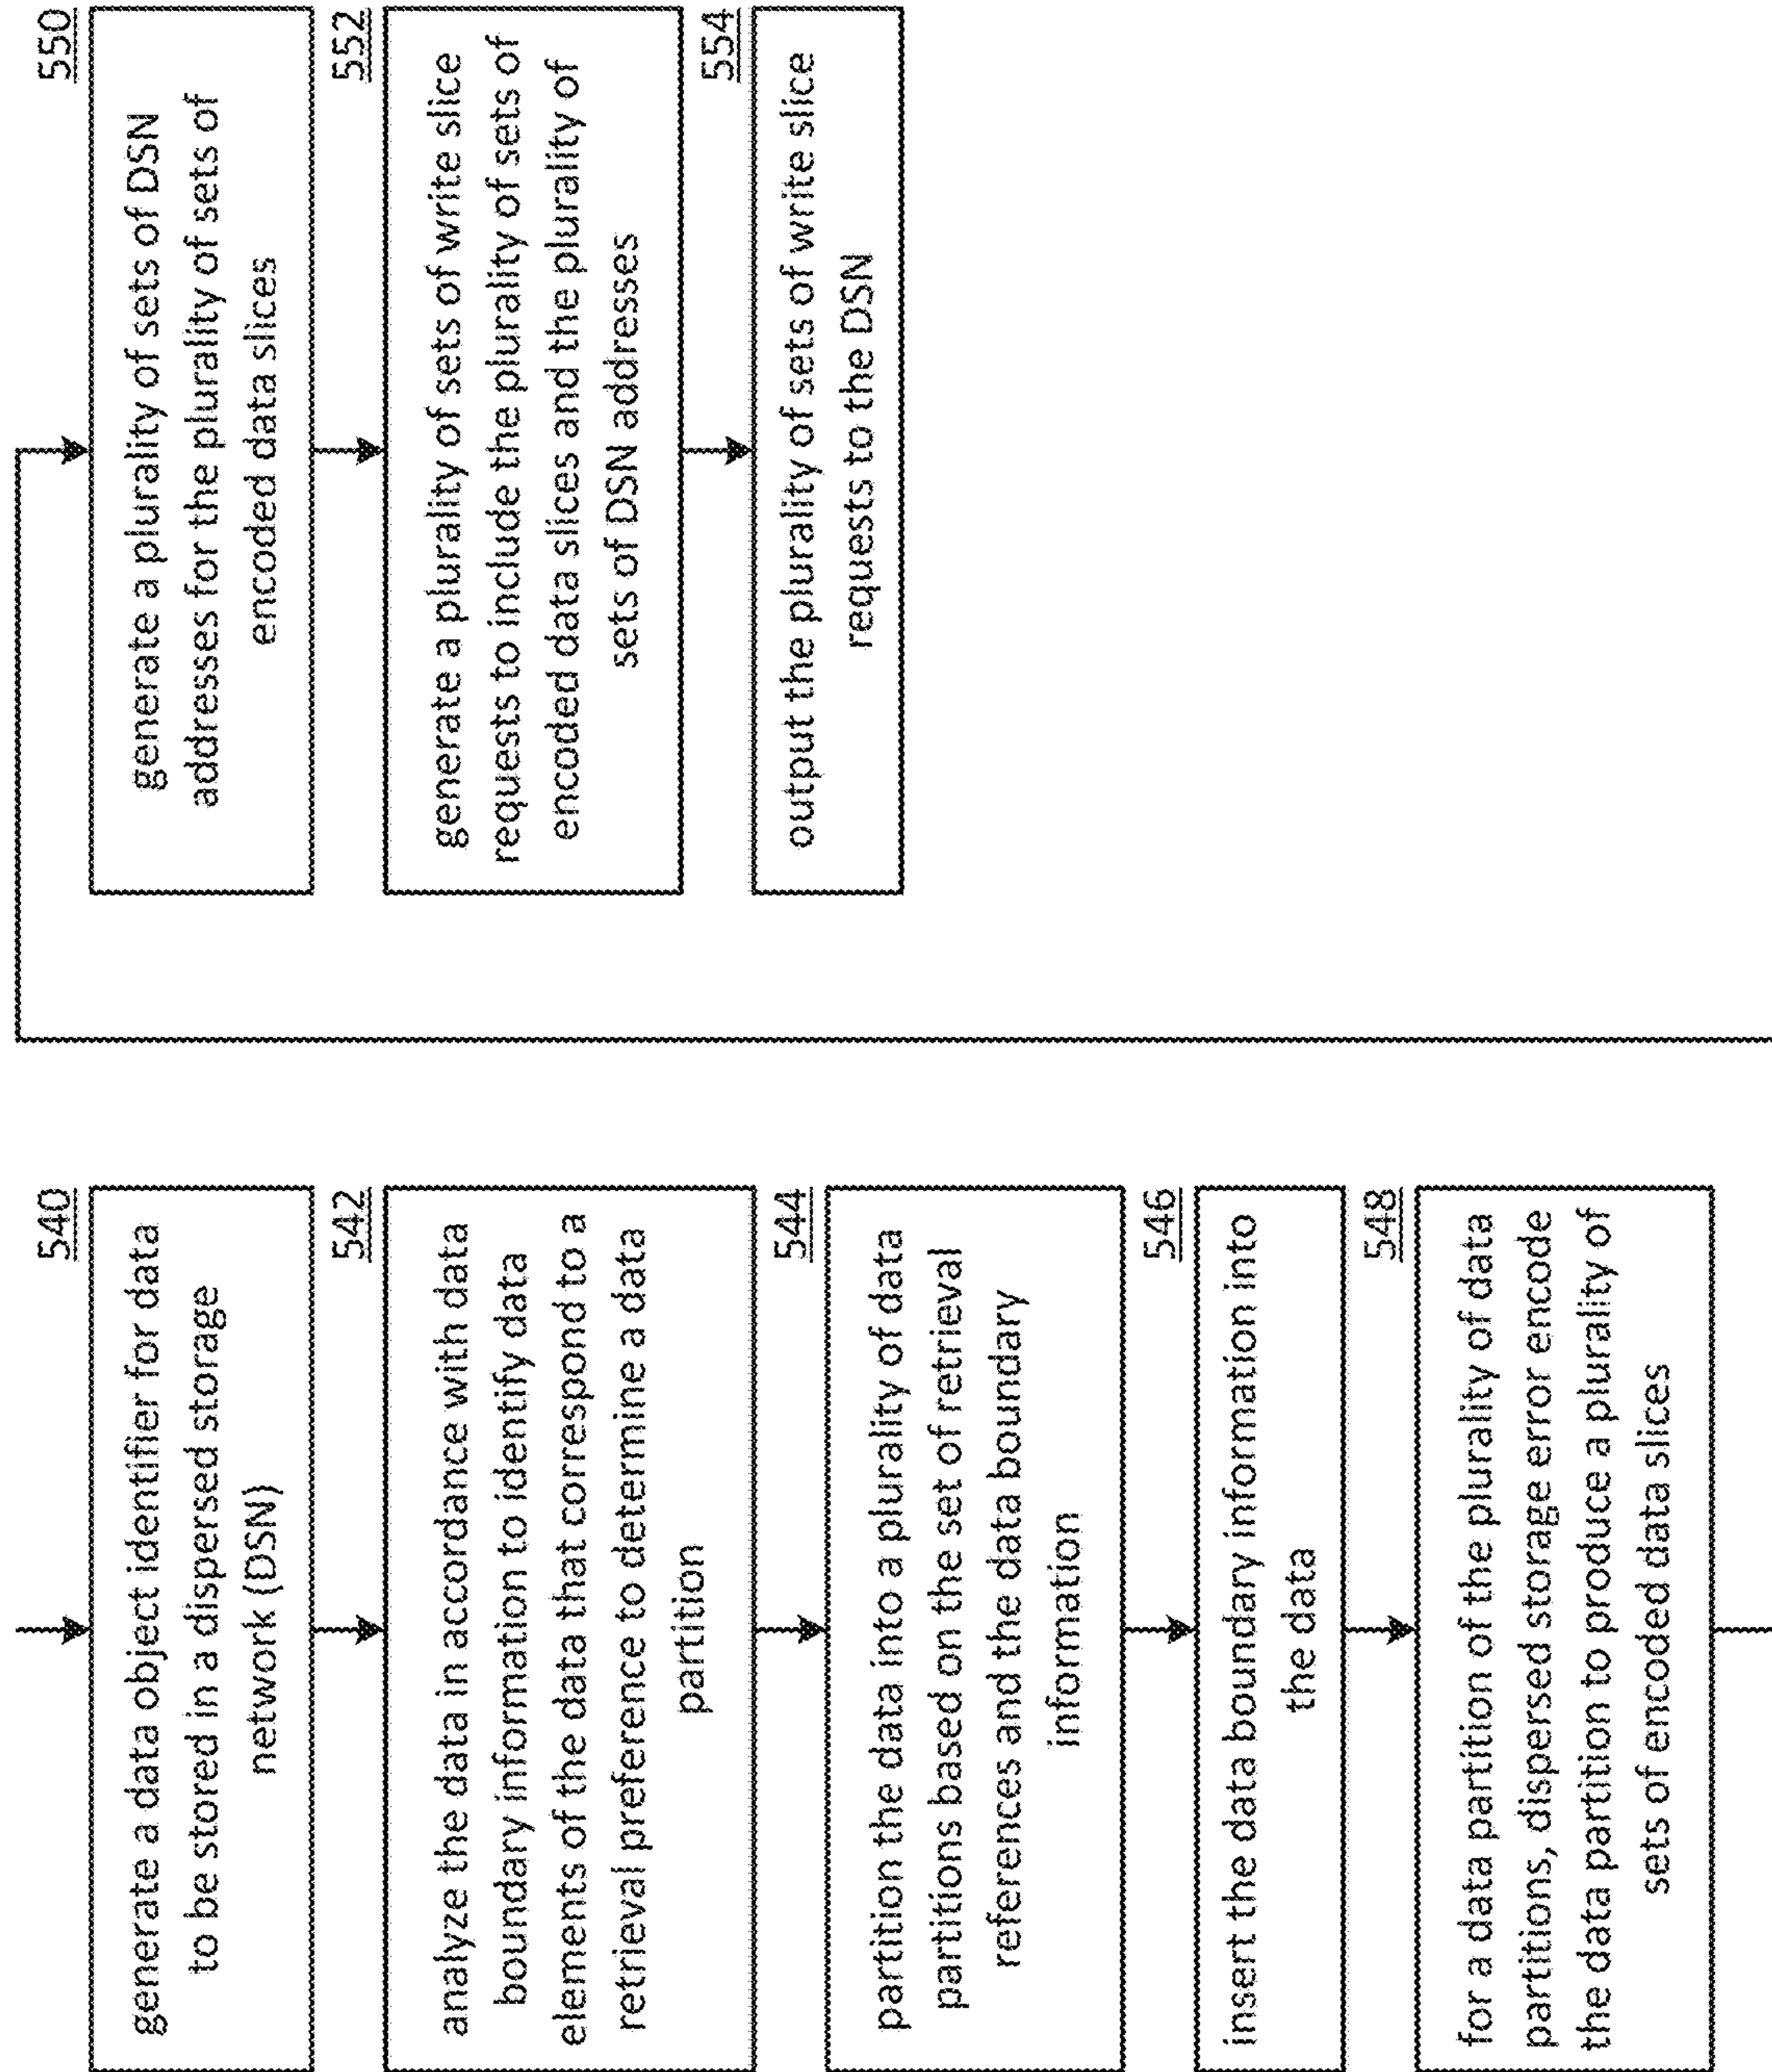 540
generate a data object identifier for data
to be stored in a dispersed storage
network (DSN)
542
analyze the data in accordance with data
boundary information to identify data
elements of the data that correspond to a
retrieval preference to determine a data
partition
544
partition the data into a plurality of data
partitions based on the set of retrieval
references and the data boundary
information
546
insert the data boundary information into
the data
548
for a data partition of the plurality of data
partitions, dispersed storage error encode
the data partition to produce a plurality of
sets of encoded data slices
550
generate a plurality of sets of DSN
addresses for the plurality of sets of
encoded data slices
552
generate a plurality of sets of write slice
requests to include the plurality of sets of
encoded data slices and the plurality of
sets of DSN addresses
554
output the plurality of sets of write slice
requests to the DSN